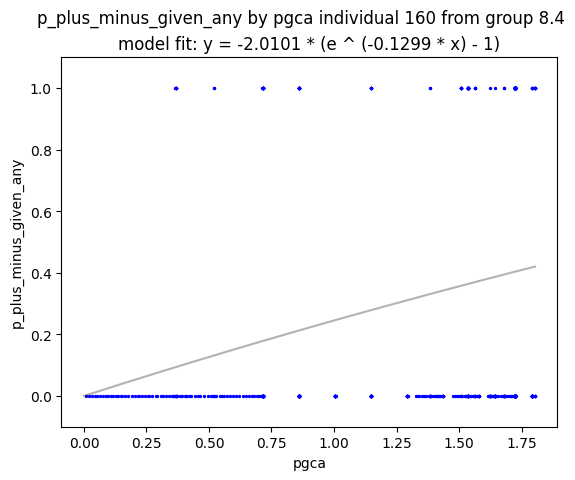 p_plus_minus_given_any by pgca individual 160 from group 8.4
model fit: y = -2.0101 * (e ^ (-0.1299 * x) - 1)
1.0
0.8
0.6
0.4
0.2
0.0
p_plus_minus_given_any
0.00 0.25 0.50 0.75 1.00 1.25 1.50 1.75
pgca